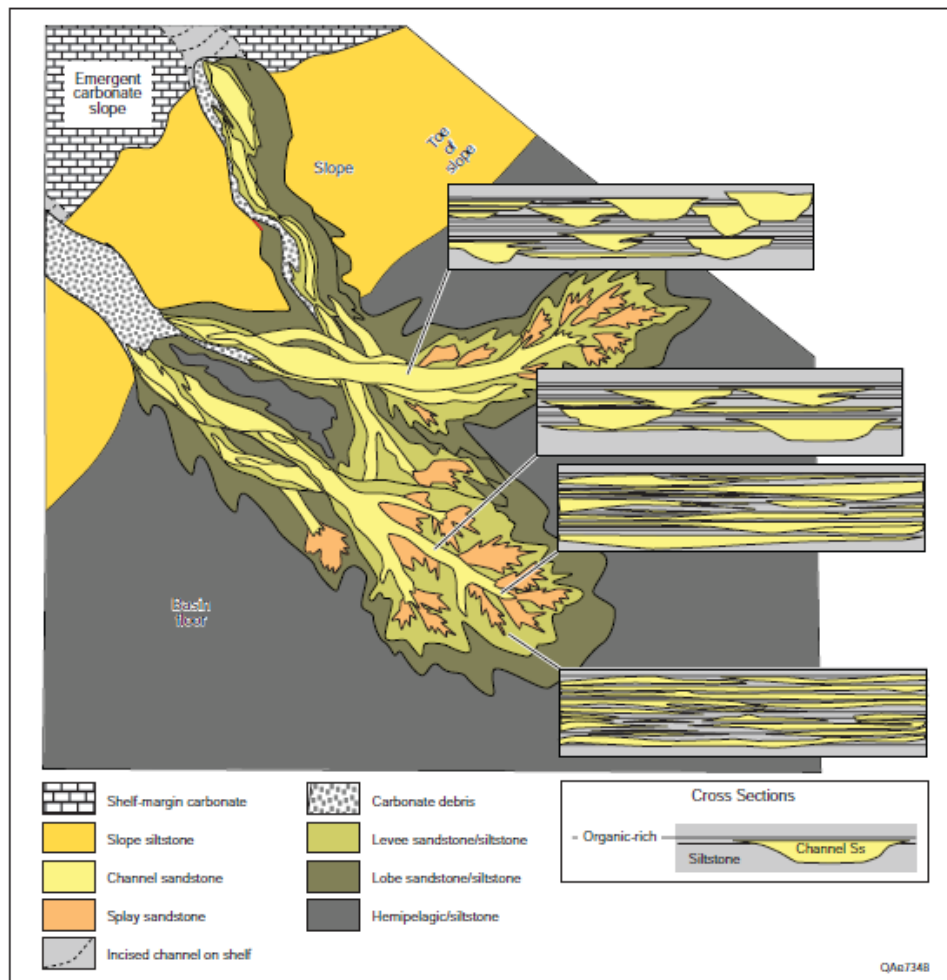 Emergent
carbonate
slope
Slope
Toe
of
slope
Basin
floor
Shelf-margin carbonate
Slope siltstone
Channel sandstone
Splay sandstone
Incised channel on shelf
Carbonate debris
Levee sandstone/siltstone
Lobe sandstone/siltstone
Hemipelagic/siltstone
Cross Sections
Organic-rich
Channel Ss
Siltstone
QAe7348